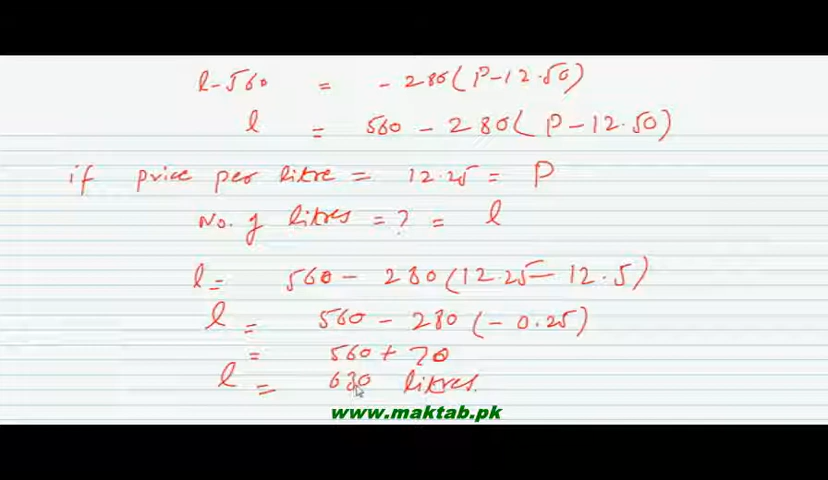 l - 560 = - 280 (P - 12.50)
l = 560 - 280 ( P - 12.50)
if price per litre = 12.25 = P
No. of litres = ? = l
l = 560 - 280 (12.25 - 12.5)
l = 560 - 280 (- 0.25)
= 560 + 70
l = 630 litres.
www.maktab.pk